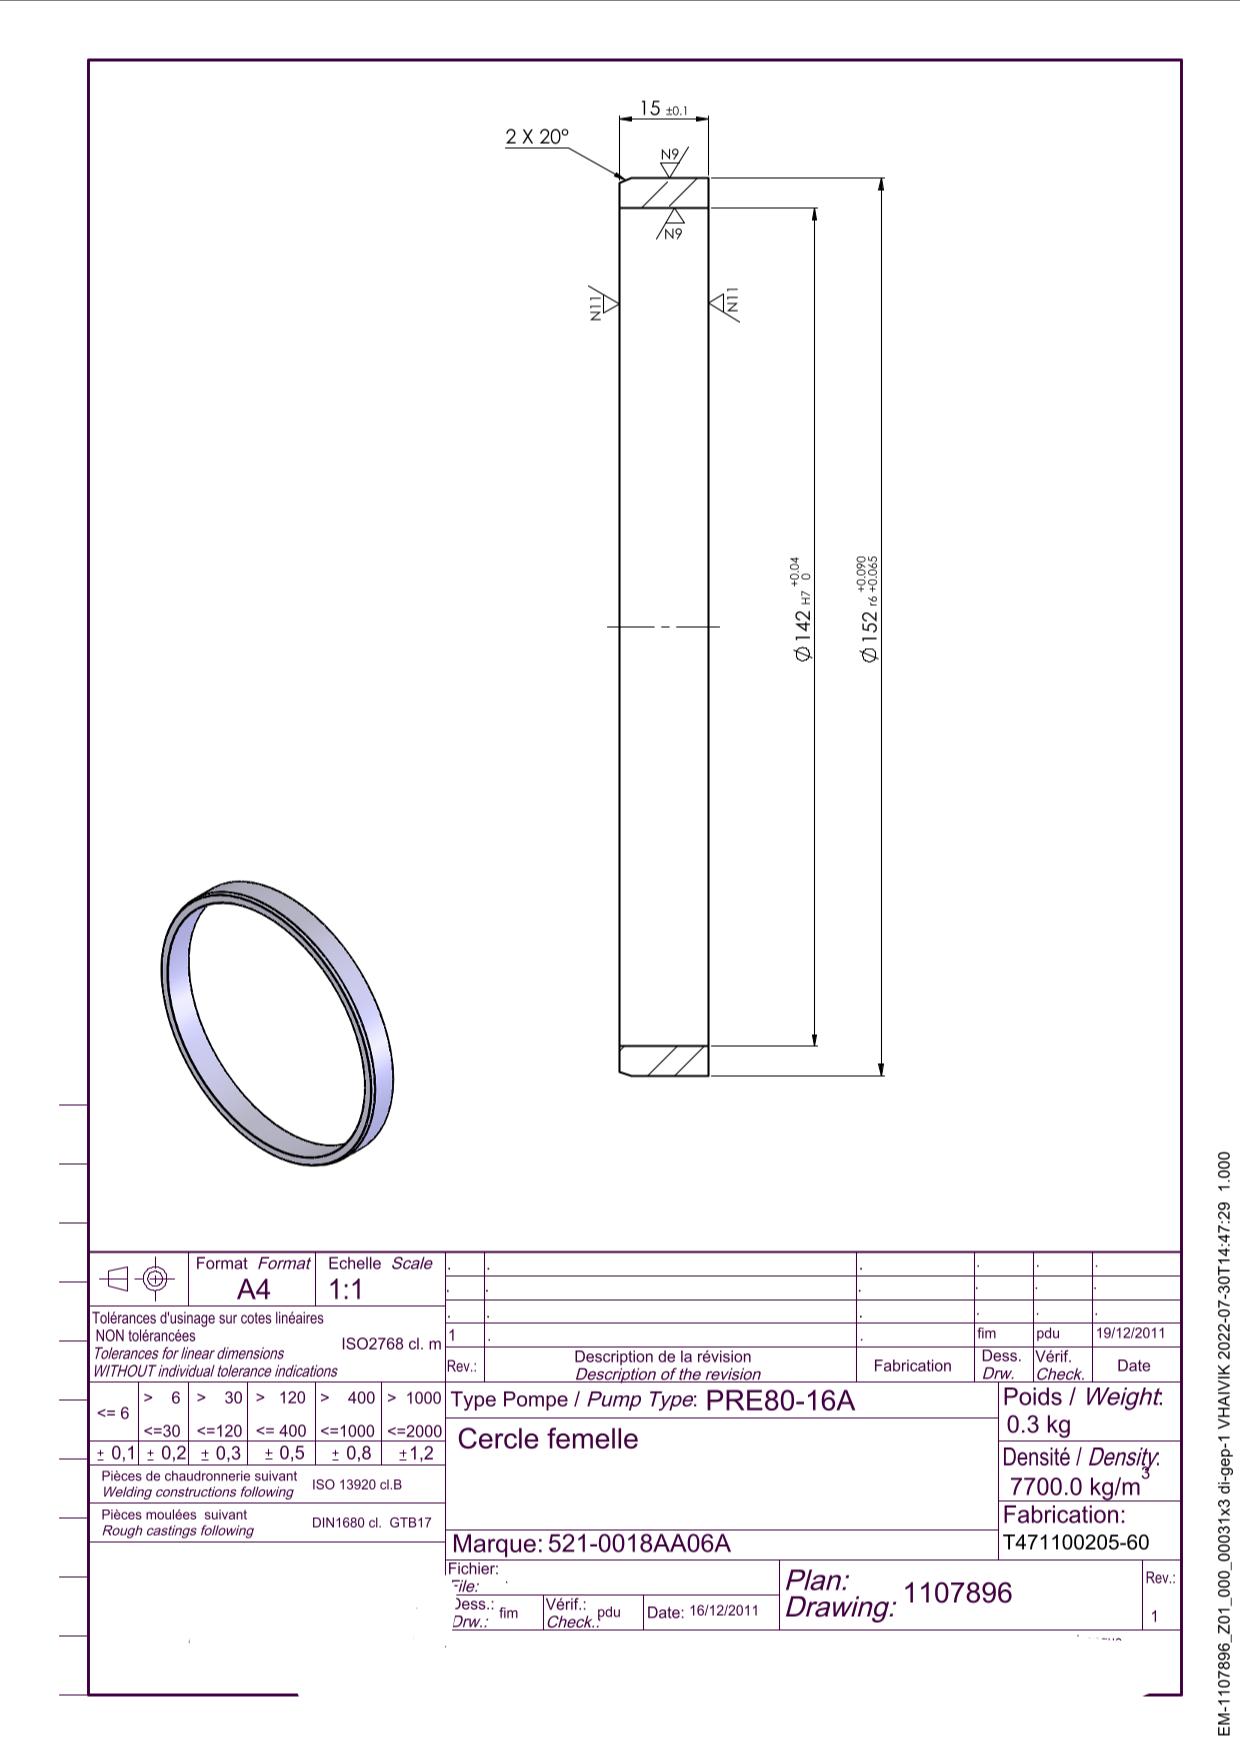 15 ±0.1
2 X 20°
N9
N9
N11
N11
Ø142 H7 +0.04 0
Ø152 r6 +0.090 +0.065
Format Format
A4
Echelle Scale
1:1
Tolérances d'usinage sur cotes linéaires
NON tolérancées
Tolerances for linear dimensions
WITHOUT individual tolerance indications
ISO2768 cl. m
<= 6
> 6 <=30
> 30 <=120
> 120 <= 400
> 400 <=1000
> 1000 <=2000
± 0,1 ± 0,2 ± 0,3 ± 0,5 ± 0,8 ±1,2
Pièces de chaudronnerie suivant
Welding constructions following
ISO 13920 cl.B
Pièces moulées suivant
Rough castings following
DIN1680 cl. GTB17
1 fim pdu 19/12/2011
Rev.:
Description de la révision
Description of the revision
Fabrication
Dess.
Drw.
Vérif.
Check.
Date
Type Pompe / Pump Type: PRE80-16A
Cercle femelle
Marque: 521-0018AA06A
Poids / Weight:
0.3 kg
Densité / Density:
7700.0 kg/m3
Fabrication:
T471100205-60
Fichier:
File:
Dess.:
Drw.: fim
Vérif.:
Check.: pdu
Date: 16/12/2011
Plan:
Drawing: 1107896
Rev.:
1
EM-1107896_Z01_000_00031x3 di-gep-1 VHAIVIK 2022-07-30T14:47:29 1.000